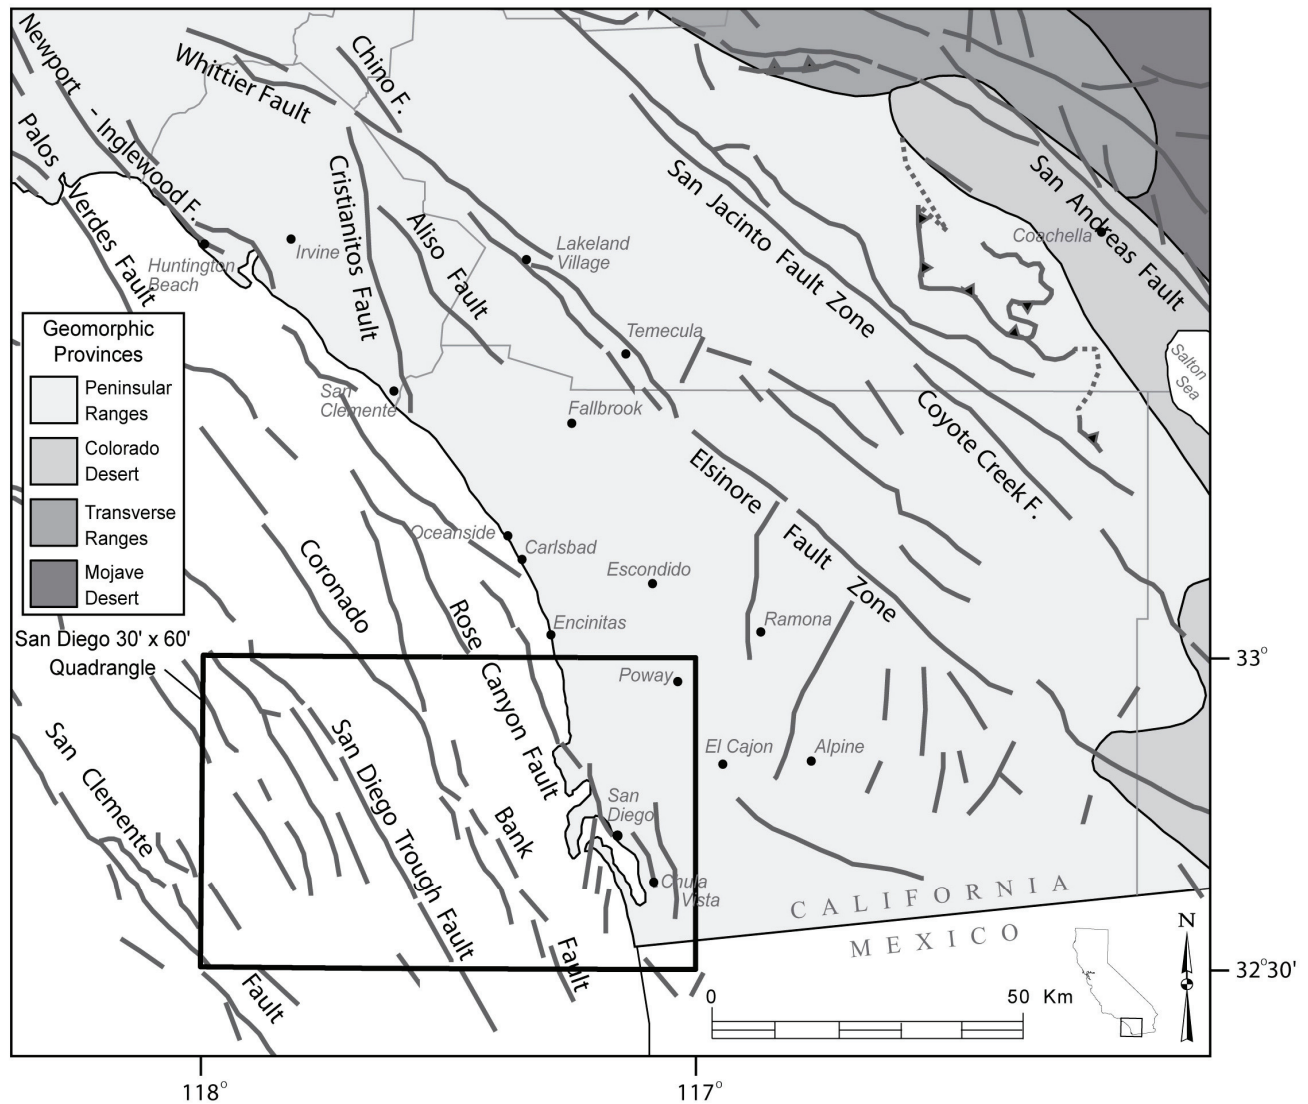 Newport - Inglewood F.
Whittier Fault
Chino F.
Palos Verdes Fault
Cristianitos Fault
Aliso Fault
San Jacinto Fault Zone
San Andreas Fault
Coachella
Irvine
Lakeland
Village
Huntington
Beach
Temecula
Salton
Sea
San
Clemente
Fallbrook
Coyote Creek F.
Elsinore Fault Zone
Geomorphic
Provinces
Peninsular
Ranges
Colorado
Desert
Transverse
Ranges
Mojave
Desert
San Diego 30' x 60'
Quadrangle
Oceanside
Carlsbad
Escondido
Encinitas
Ramona
Poway
El Cajon
Alpine
San
Diego
Chula
Vista
Coronado Bank Fault
Rose Canyon Fault
San Diego Trough Fault
San Clemente Fault
CALIFORNIA
MEXICO
N
0 50 Km
33°
32°30'
118°
117°